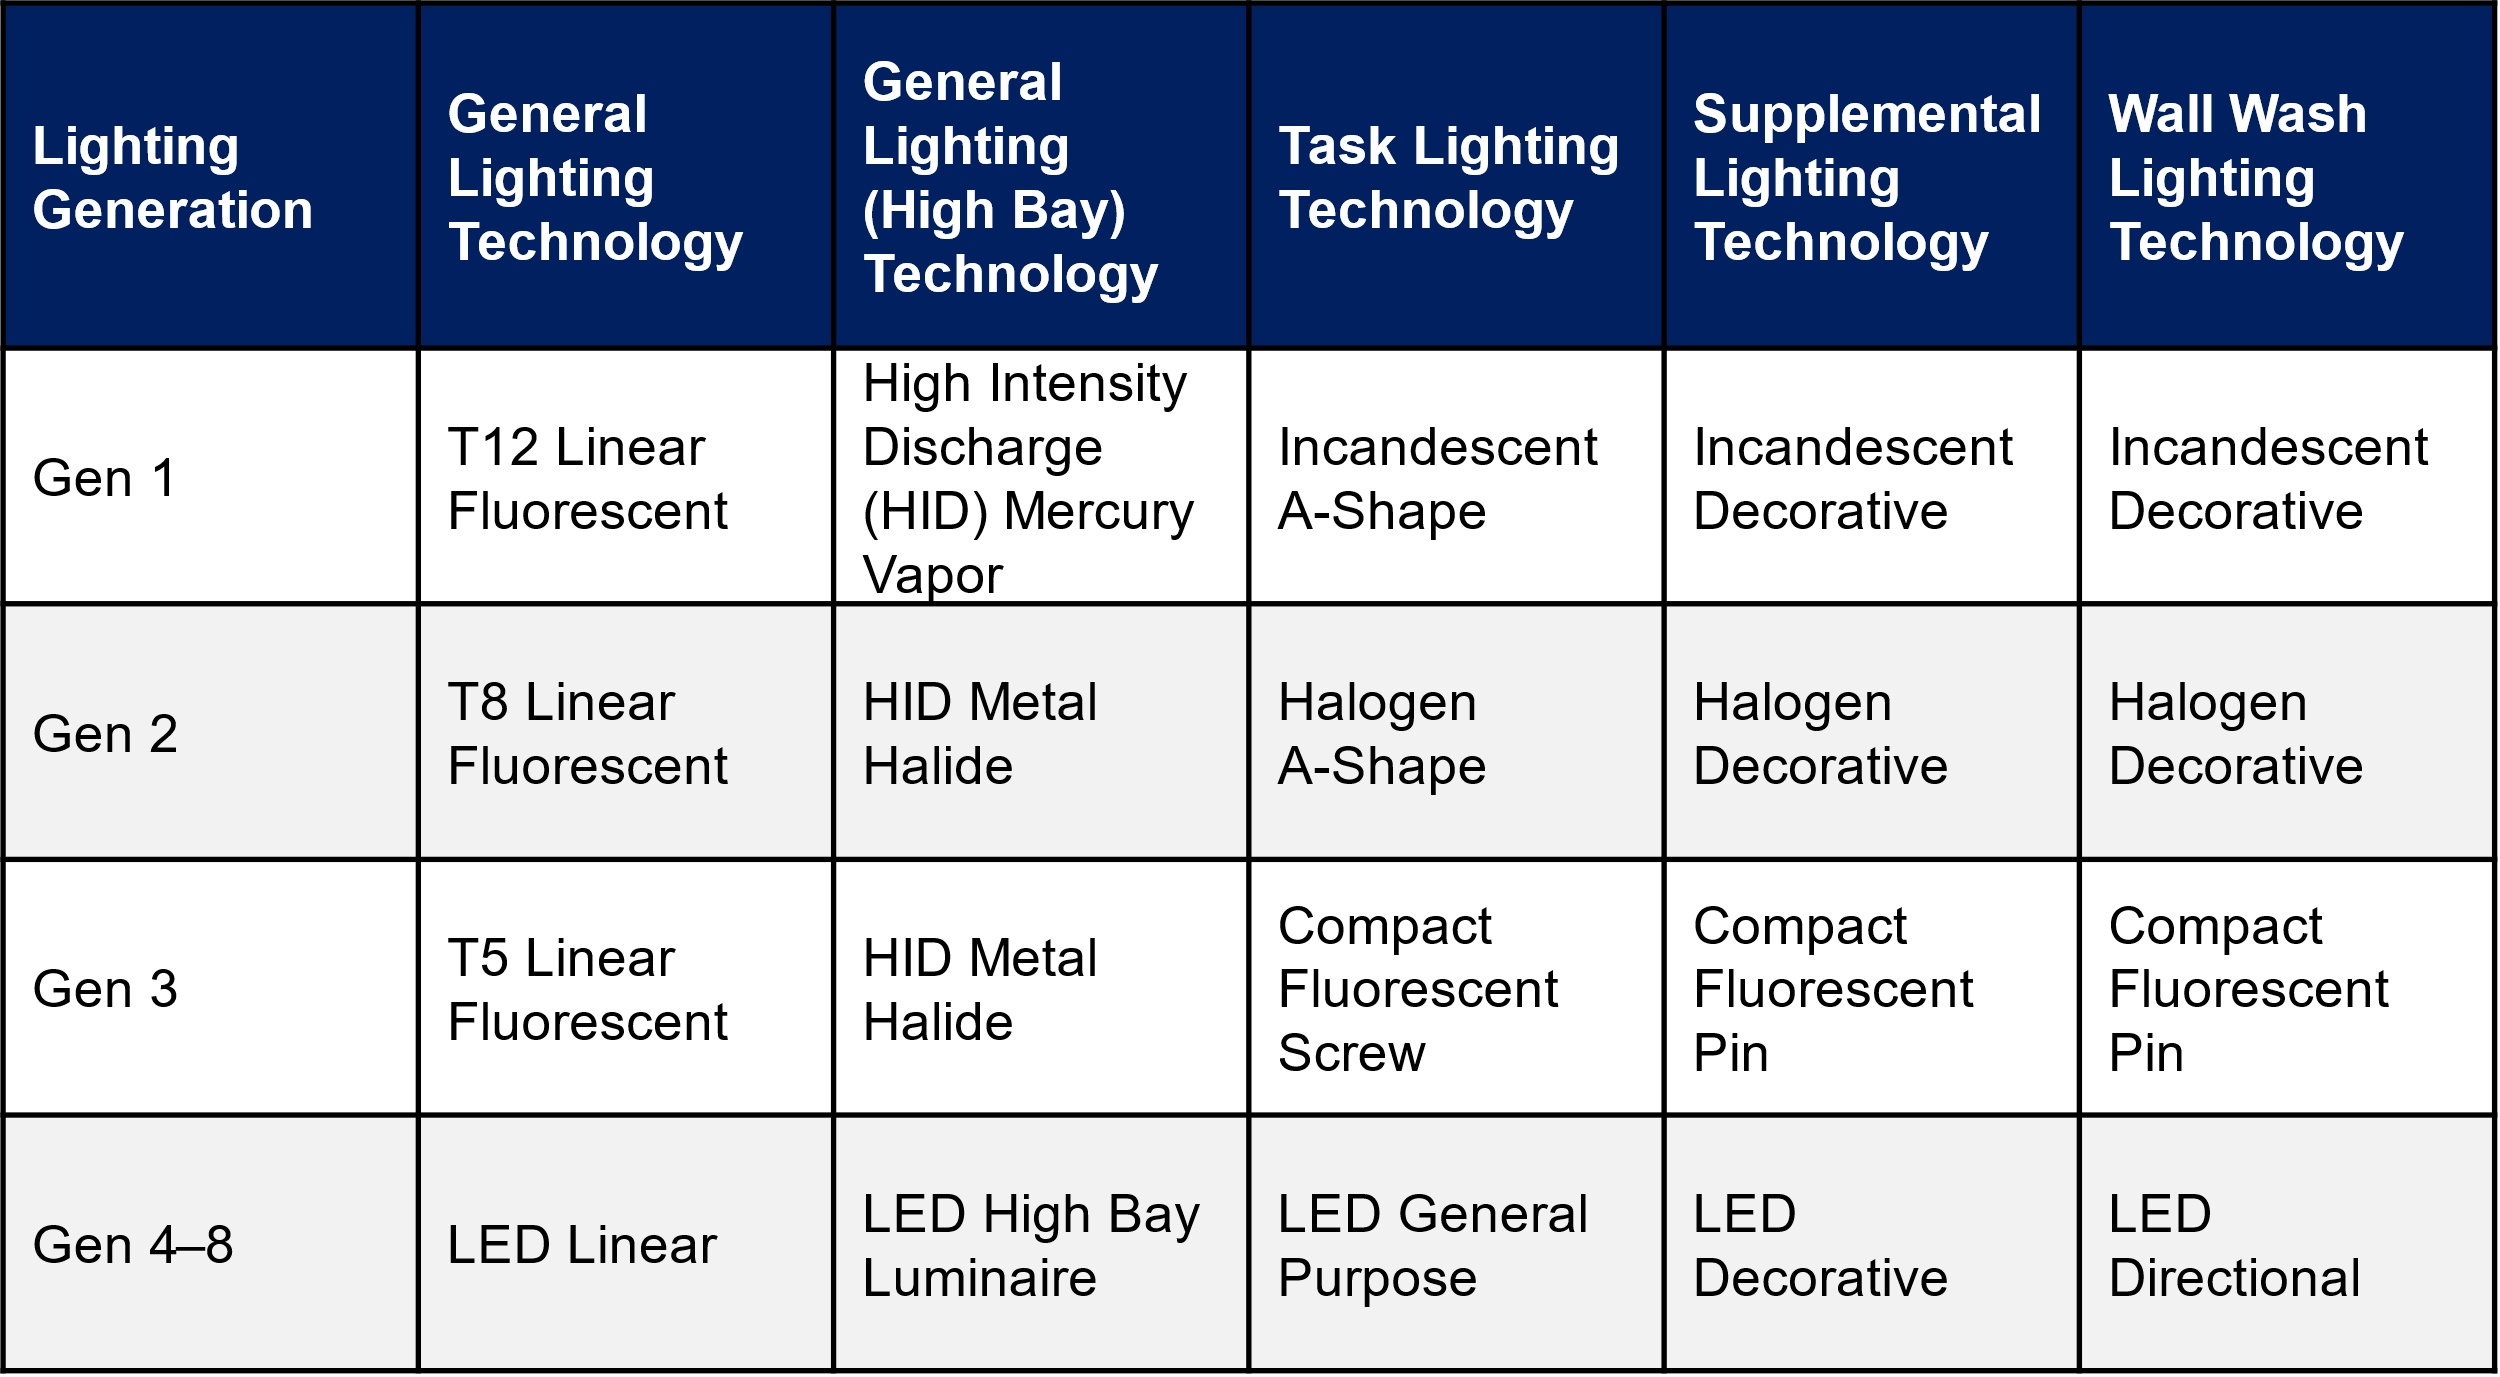 Lighting
Generation
General
Lighting
Technology
General
Lighting
(High Bay)
Technology
Task Lighting
Technology
Supplemental
Lighting
Technology
Wall Wash
Lighting
Technology
Gen 1
T12 Linear
Fluorescent
High Intensity
Discharge
(HID) Mercury
Vapor
Incandescent
A-Shape
Incandescent
Decorative
Incandescent
Decorative
Gen 2
T8 Linear
Fluorescent
HID Metal
Halide
Halogen
A-Shape
Halogen
Decorative
Halogen
Decorative
Gen 3
T5 Linear
Fluorescent
HID Metal
Halide
Compact
Fluorescent
Screw
Compact
Fluorescent
Pin
Compact
Fluorescent
Pin
Gen 4–8
LED Linear
LED High Bay
Luminaire
LED General
Purpose
LED
Decorative
LED
Directional